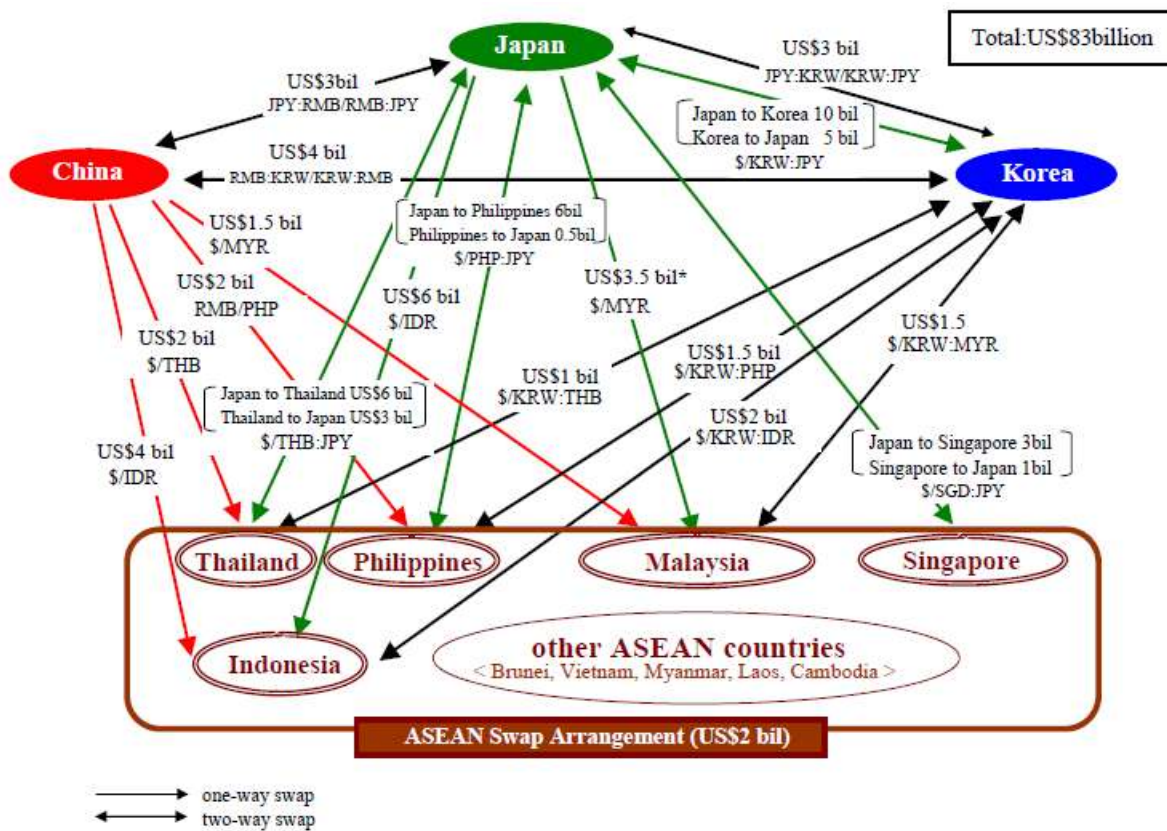 Japan
Total:US$83billion
US$3 bil
JPY:KRW/KRW:JPY
US$3bil
JPY:RMB/RMB:JPY
Japan to Korea 10 bil
Korea to Japan 5 bil
$/KRW:JPY
China
US$4 bil
RMB:KRW/KRW:RMB
Korea
US$1.5 bil
$/MYR
Japan to Philippines 6bil
Philippines to Japan 0.5bil
$/PHP:JPY
US$2 bil
RMB/PHP
US$6 bil
$/IDR
US$3.5 bil*
$/MYR
US$2 bil
$/THB
US$1.5
$/KRW:MYR
US$1.5 bil
$/KRW:PHP
US$1 bil
$/KRW:THB
Japan to Thailand US$6 bil
Thailand to Japan US$3 bil
$/THB:JPY
US$2 bil
$/KRW:IDR
US$4 bil
$/IDR
Japan to Singapore 3bil
Singapore to Japan 1bil
$/SGD:JPY
Thailand
Philippines
Malaysia
Singapore
Indonesia
other ASEAN countries
< Brunei, Vietnam, Myanmar, Laos, Cambodia >
ASEAN Swap Arrangement (US$2 bil)
one-way swap
two-way swap